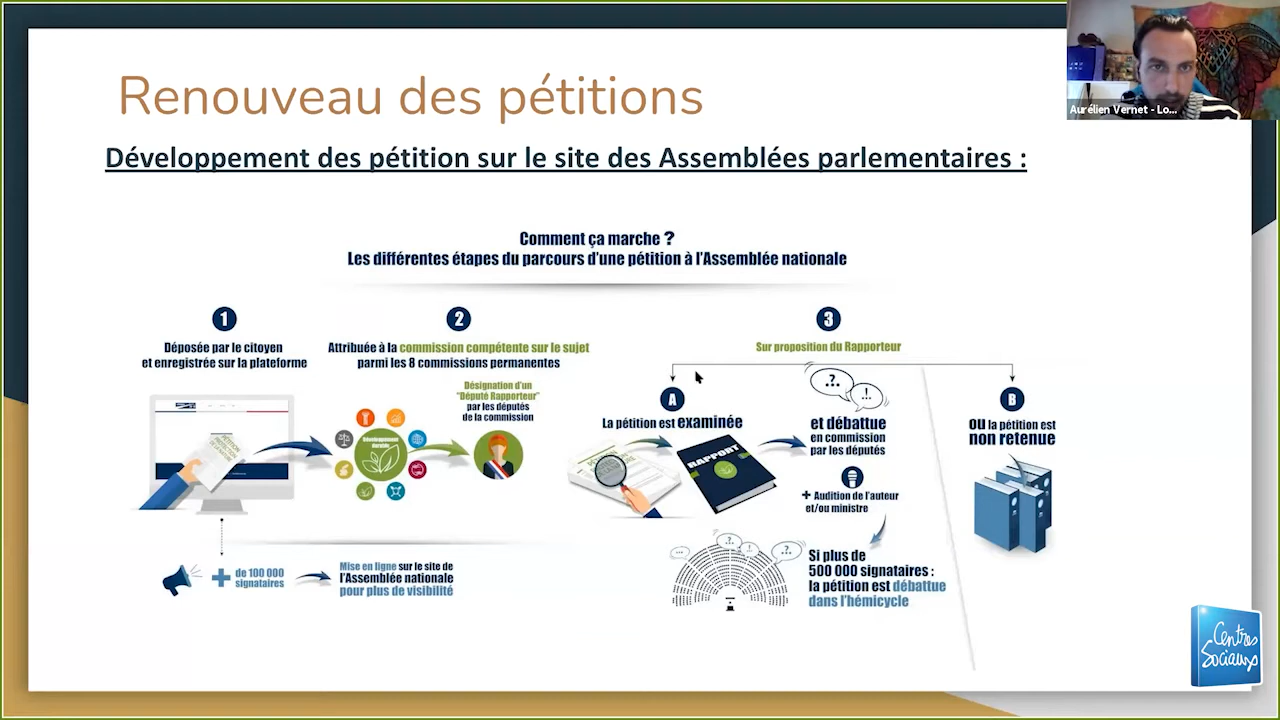 Renouveau des pétitions
Aurélien Vernet - Lo...
Développement des pétition sur le site des Assemblées parlementaires :
Comment ça marche ?
Les différentes étapes du parcours d'une pétition à l'Assemblée nationale
1
Déposée par le citoyen
et enregistrée sur la plateforme
2
Attribuée à la commission compétente sur le sujet
parmi les 8 commissions permanentes
Désignation d'un
"Député Rapporteur"
par les députés
de la commission
Développement
durable
+ de 100 000
signataires
Mise en ligne sur le site de
l'Assemblée nationale
pour plus de visibilité
3
Sur proposition du Rapporteur
A
La pétition est examinée
RAPPORT
..?.
!
et débattue
en commission
par les députés
+ Audition de l'auteur
et/ou ministre
...
?
!
?
Si plus de
500 000 signataires :
la pétition est débattue
dans l'hémicycle
B
OU la pétition est
non retenue
Centres
Sociaux